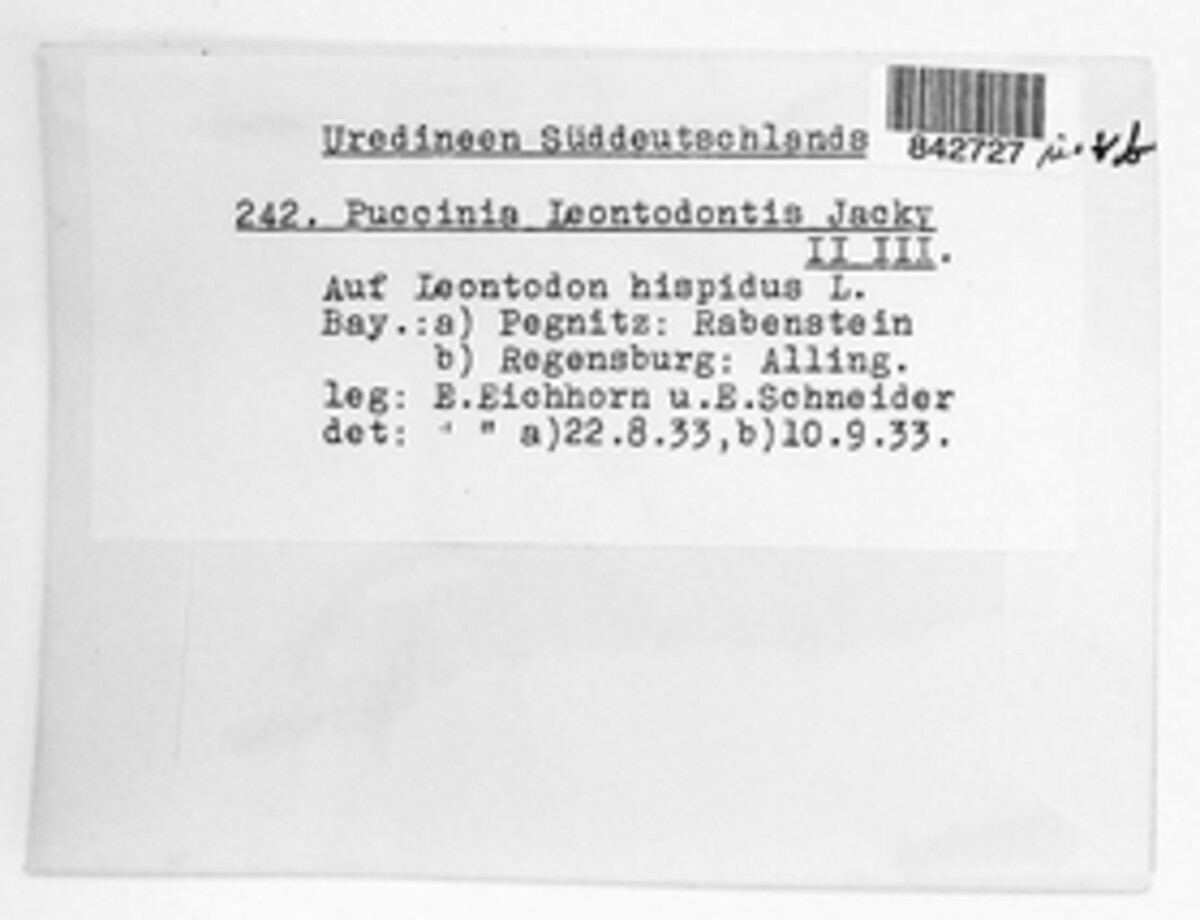 Uredineen Süddeutschlands
842727
242. Puccinia Leontodontis Jacky
II III.
Auf Leontodon hispidus L.
Bay.:a) Pegnitz: Rabenstein
b) Regensburg: Alling.
leg: E.Eichhorn u.E.Schneider
det: " " a)22.8.33,b)10.9.33.